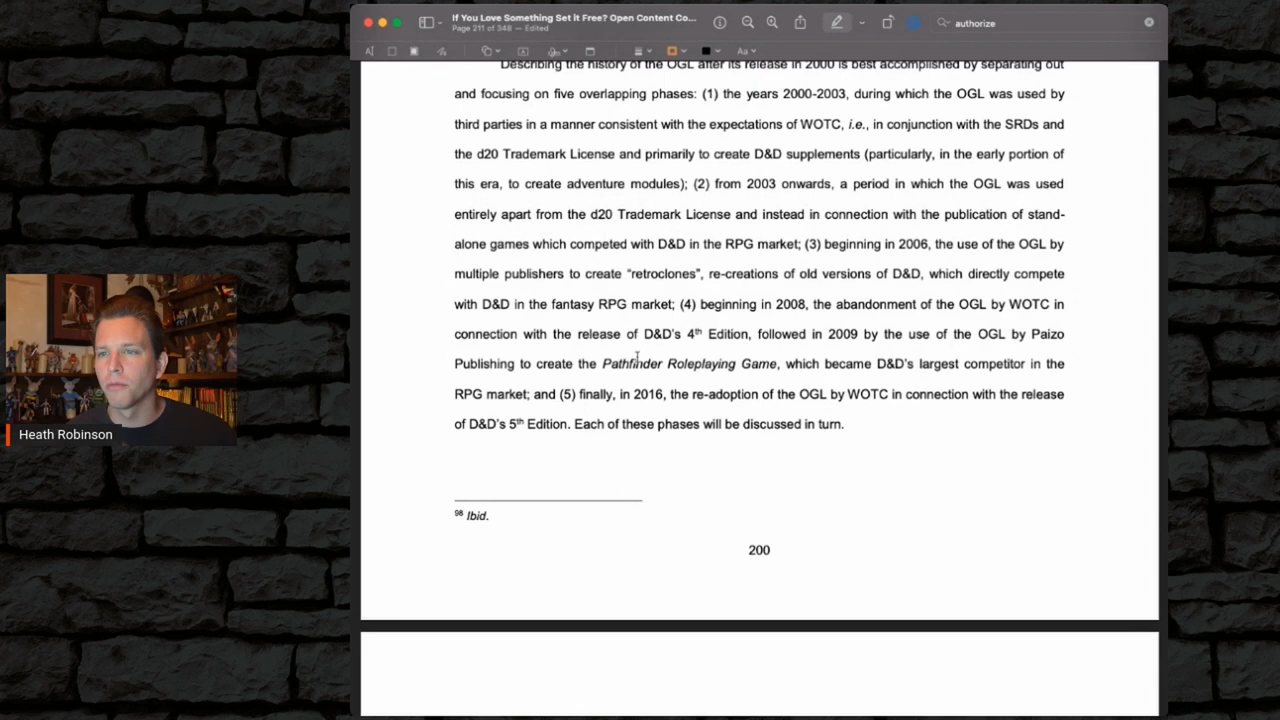 If You Love Something Set it Free? Open Content Co...
Page 211 of 348 — Edited
authorize
Aa
Describing the history of the OGL after its release in 2000 is best accomplished by separating out
and focusing on five overlapping phases: (1) the years 2000-2003, during which the OGL was used by
third parties in a manner consistent with the expectations of WOTC, i.e., in conjunction with the SRDs and
the d20 Trademark License and primarily to create D&D supplements (particularly, in the early portion of
this era, to create adventure modules); (2) from 2003 onwards, a period in which the OGL was used
entirely apart from the d20 Trademark License and instead in connection with the publication of stand-
alone games which competed with D&D in the RPG market; (3) beginning in 2006, the use of the OGL by
multiple publishers to create “retroclones”, re-creations of old versions of D&D, which directly compete
with D&D in the fantasy RPG market; (4) beginning in 2008, the abandonment of the OGL by WOTC in
connection with the release of D&D’s 4th Edition, followed in 2009 by the use of the OGL by Paizo
Publishing to create the Pathfinder Roleplaying Game, which became D&D’s largest competitor in the
RPG market; and (5) finally, in 2016, the re-adoption of the OGL by WOTC in connection with the release
of D&D’s 5th Edition. Each of these phases will be discussed in turn.
98 Ibid.
200
Heath Robinson